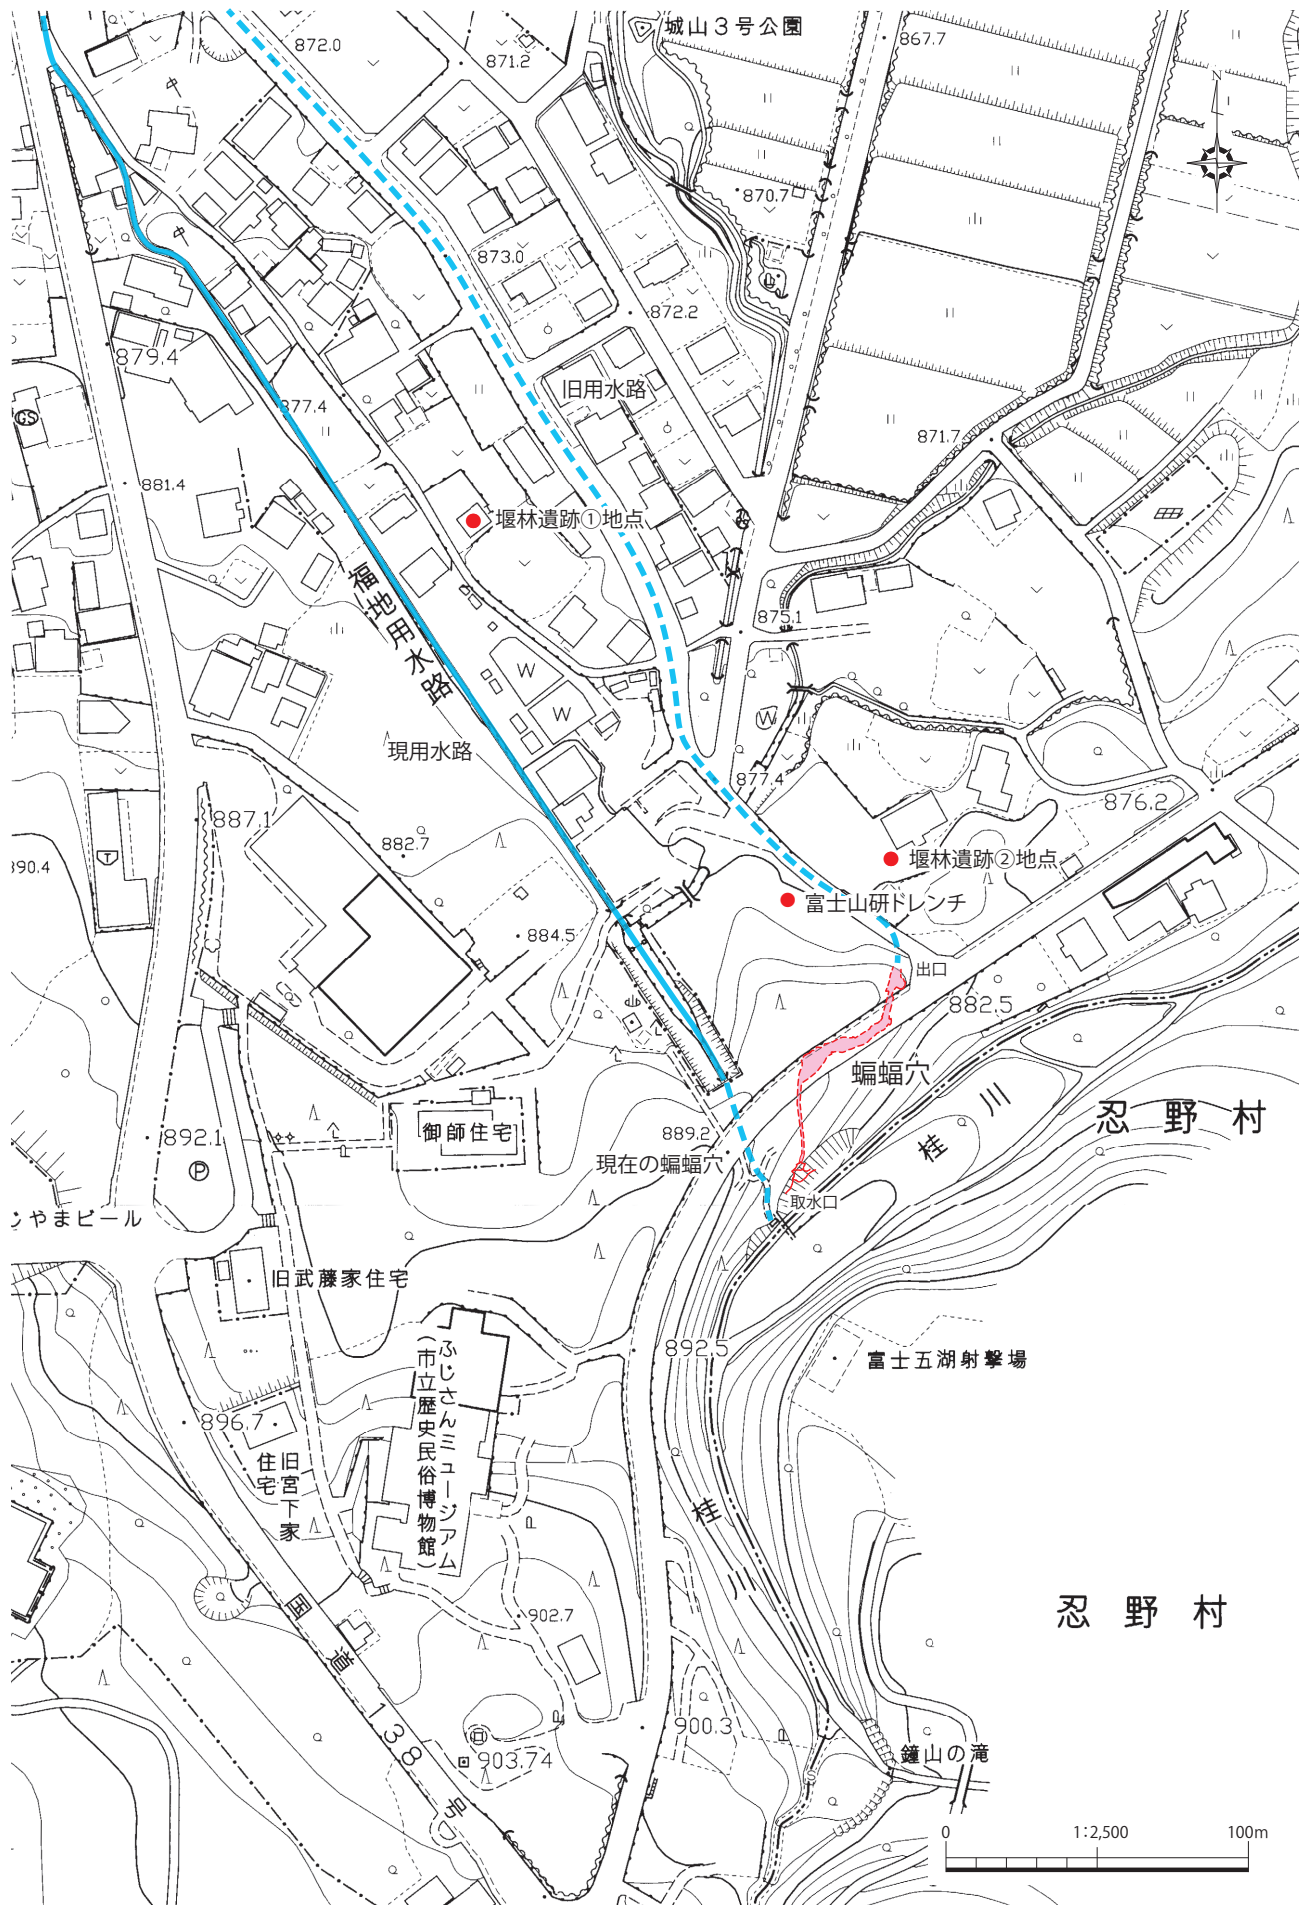 城山３号公園
872.0
871.2
867.7
N
870.7
873.0
872.2
879.4
877.4
旧用水路
871.7
GS
881.4
堰林遺跡①地点
福地用水路
875.1
W
W
W
現用水路
877.4
876.2
887.1
882.7
堰林遺跡②地点
890.4
T
富士山研トレンチ
884.5
出口
882.5
蝙蝠穴
桂川
忍野村
御師住宅
892.1
889.2
現在の蝙蝠穴
P
取水口
じやまビール
旧武藤家住宅
892.5
富士五湖射撃場
ふじさんミュージアム
（市立歴史民俗博物館）
896.7
旧宮下家
住宅
桂川
902.7
忍野村
国道138号
900.3
903.74
鐘山の滝
0
1:2,500
100m